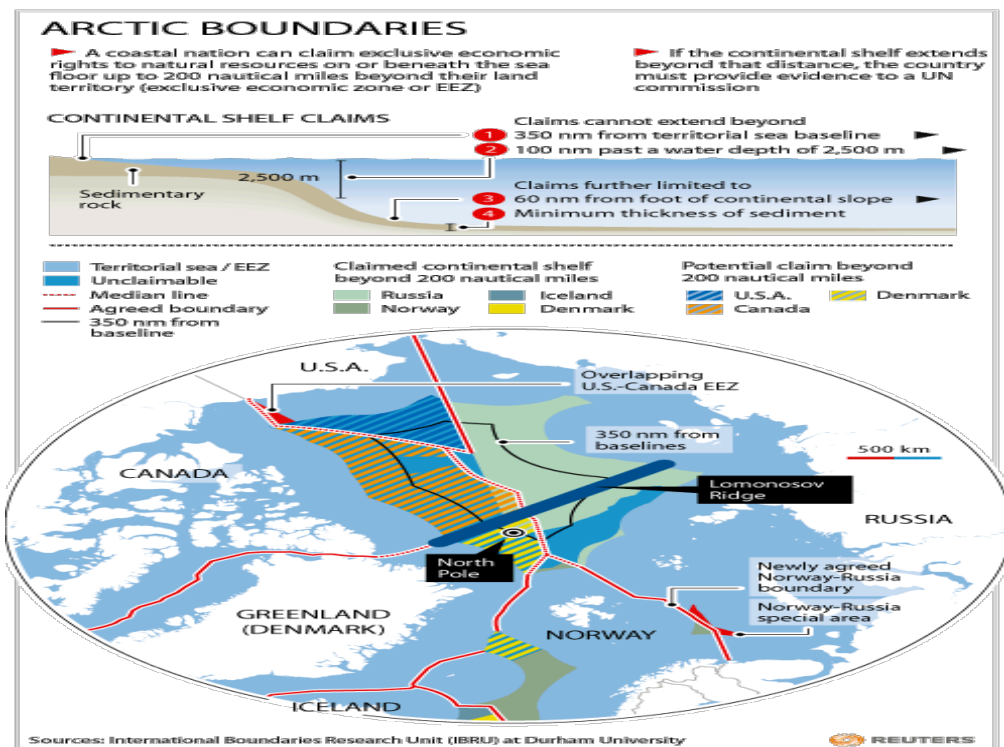 ARCTIC BOUNDARIES
A coastal nation can claim exclusive economic
rights to natural resources on or beneath the sea
floor up to 200 nautical miles beyond their land
territory (exclusive economic zone or EEZ)
If the continental shelf extends
beyond that distance, the country
must provide evidence to a UN
commission
CONTINENTAL SHELF CLAIMS
Claims cannot extend beyond
1 350 nm from territorial sea baseline
2 100 nm past a water depth of 2,500 m
2,500 m
Sedimentary
rock
Claims further limited to
3 60 nm from foot of continental slope
4 Minimum thickness of sediment
Territorial sea / EEZ
Unclaimable
Median line
Agreed boundary
350 nm from
baseline
Claimed continental shelf
beyond 200 nautical miles
Russia
Norway
Iceland
Denmark
Potential claim beyond
200 nautical miles
U.S.A.
Canada
Denmark
U.S.A.
Overlapping
U.S.-Canada EEZ
350 nm from
baselines
500 km
CANADA
Lomonosov
Ridge
RUSSIA
North
Pole
Newly agreed
Norway-Russia
boundary
Norway-Russia
special area
GREENLAND
(DENMARK)
NORWAY
ICELAND
Sources: International Boundaries Research Unit (IBRU) at Durham University
REUTERS